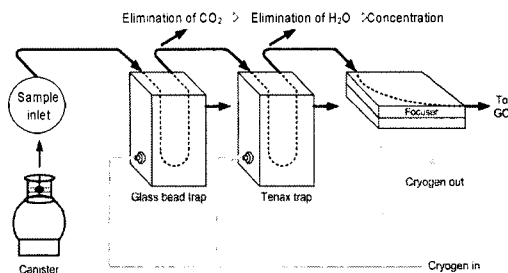 Elimination of CO₂ > Elimination of H₂O > Concentration
Sample
inlet
To
GC
Focuser
Glass bead trap
Tenax trap
Cryogen out
Canister
Cryogen in